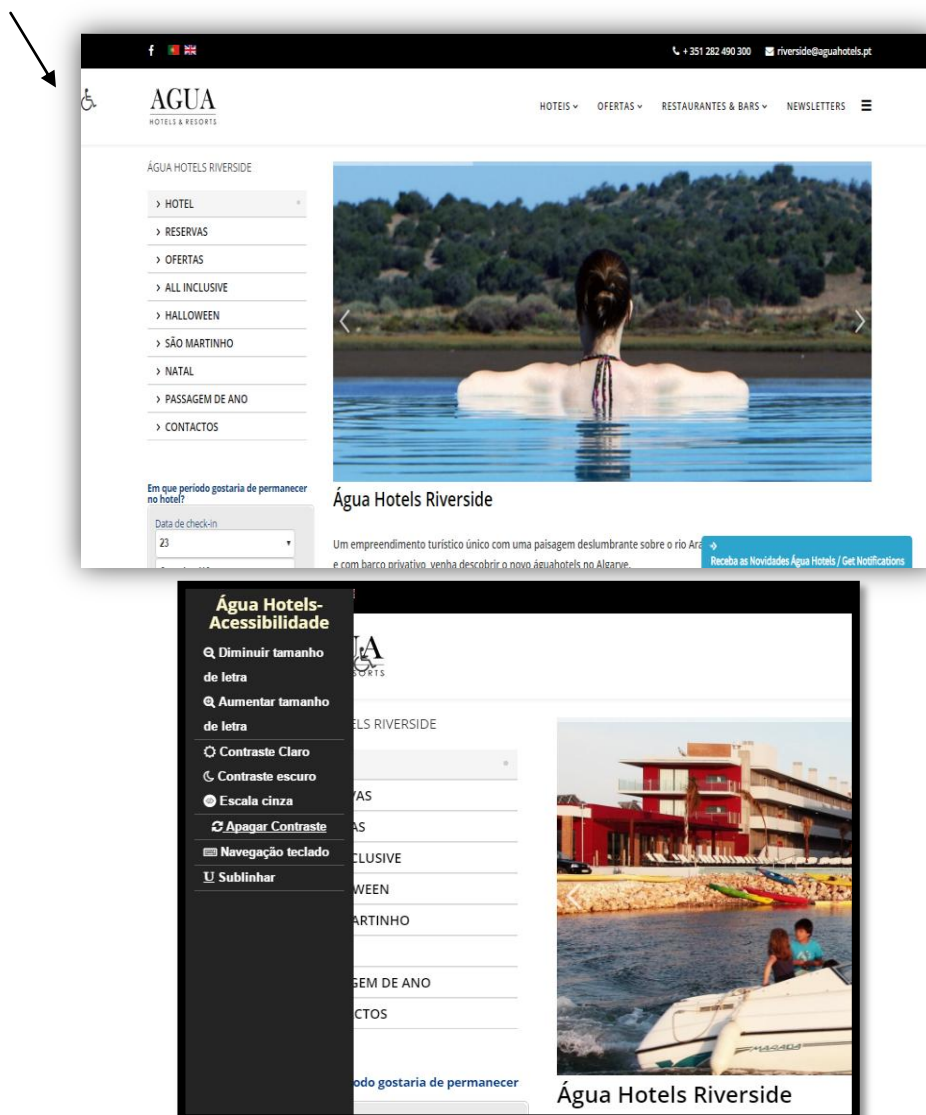 f
+ 351 282 490 300 riverside@aguahotels.pt
AGUA
HOTELS & RESORTS
HOTEIS OFERTAS RESTAURANTES & BARS NEWSLETTERS
ÁGUA HOTELS RIVERSIDE
> HOTEL
> RESERVAS
> OFERTAS
> ALL INCLUSIVE
> HALLOWEEN
> SÃO MARTINHO
> NATAL
> PASSAGEM DE ANO
> CONTACTOS
Em que período gostaria de permanecer
no hotel?
Data de check-in
23
Água Hotels Riverside
Um empreendimento turístico único com uma paisagem deslumbrante sobre o rio Ara
e com barco privativo, venha descobrir o novo águahotels no Algarve.
Receba as Novidades Água Hotels / Get Notifications
Água Hotels-
Acessibilidade
Diminuir tamanho
de letra
Aumentar tamanho
de letra
Contraste Claro
Contraste escuro
Escala cinza
Apagar Contraste
Navegação teclado
U Sublinhar
UA
SORTS
ELS RIVERSIDE
VAS
AS
CLUSIVE
WEEN
ARTINHO
GEM DE ANO
CTOS
odo gostaria de permanecer
MARADA
Água Hotels Riverside